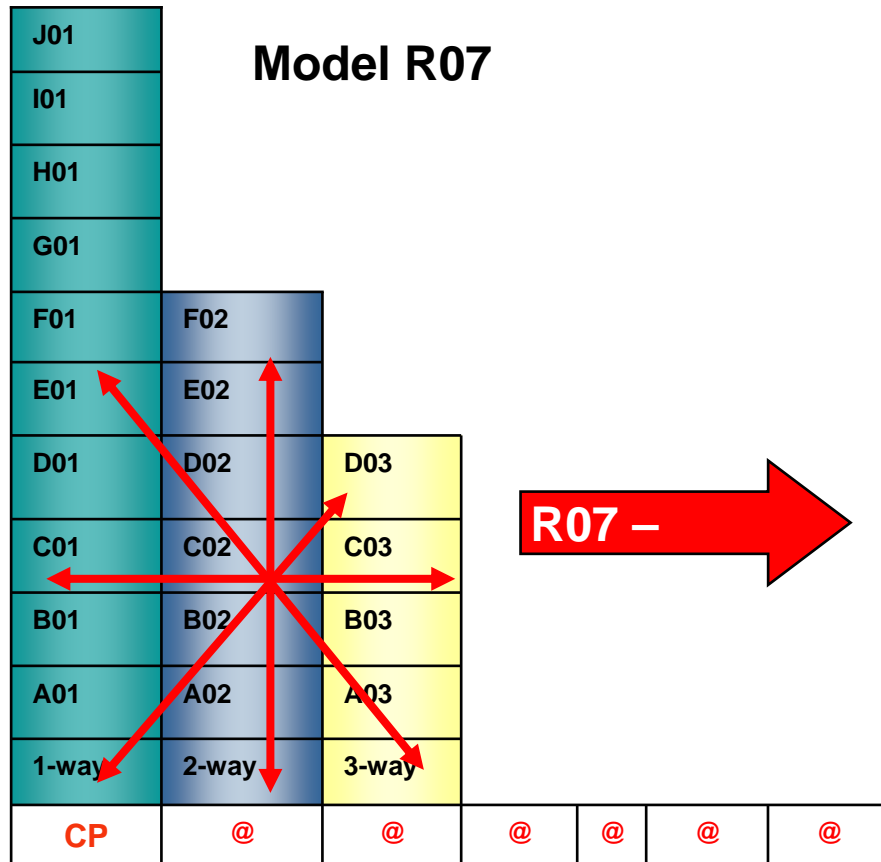 Model R07
J01
I01
H01
G01
F01 F02
E01 E02
D01 D02 D03
C01 C02 C03
B01 B02 B03
A01 A02 A03
1-way 2-way 3-way
R07 –
CP @ @ @ @ @ @